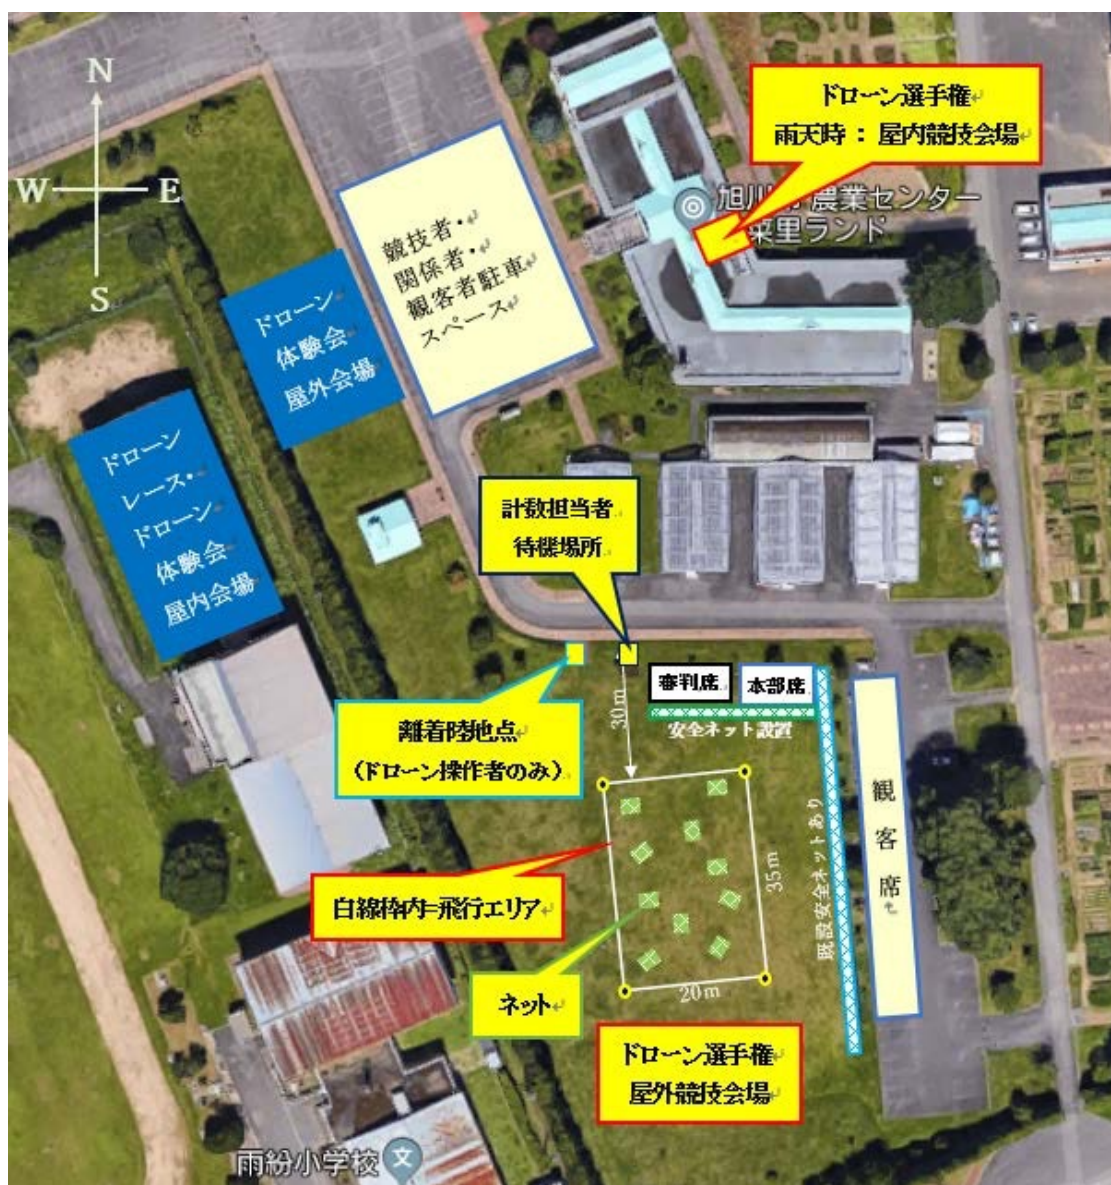 N
W
E
S
ドローン選手権
雨天時 : 屋内競技会場
農業センター
ランド
競技者・
関係者・
観客者駐車
スペース
ドローン
体験会
屋外会場
ドローン
レース・
ドローン
体験会
屋内会場
計数担当者
待機場所
離着陸地点
(ドローン操作者のみ)
30m
審判席
本部席
安全ネット設置
観客席
既設安全ネットあり
35m
20m
白線枠内=飛行エリア
ネット
ドローン選手権
屋外競技会場
雨紛小学校
文